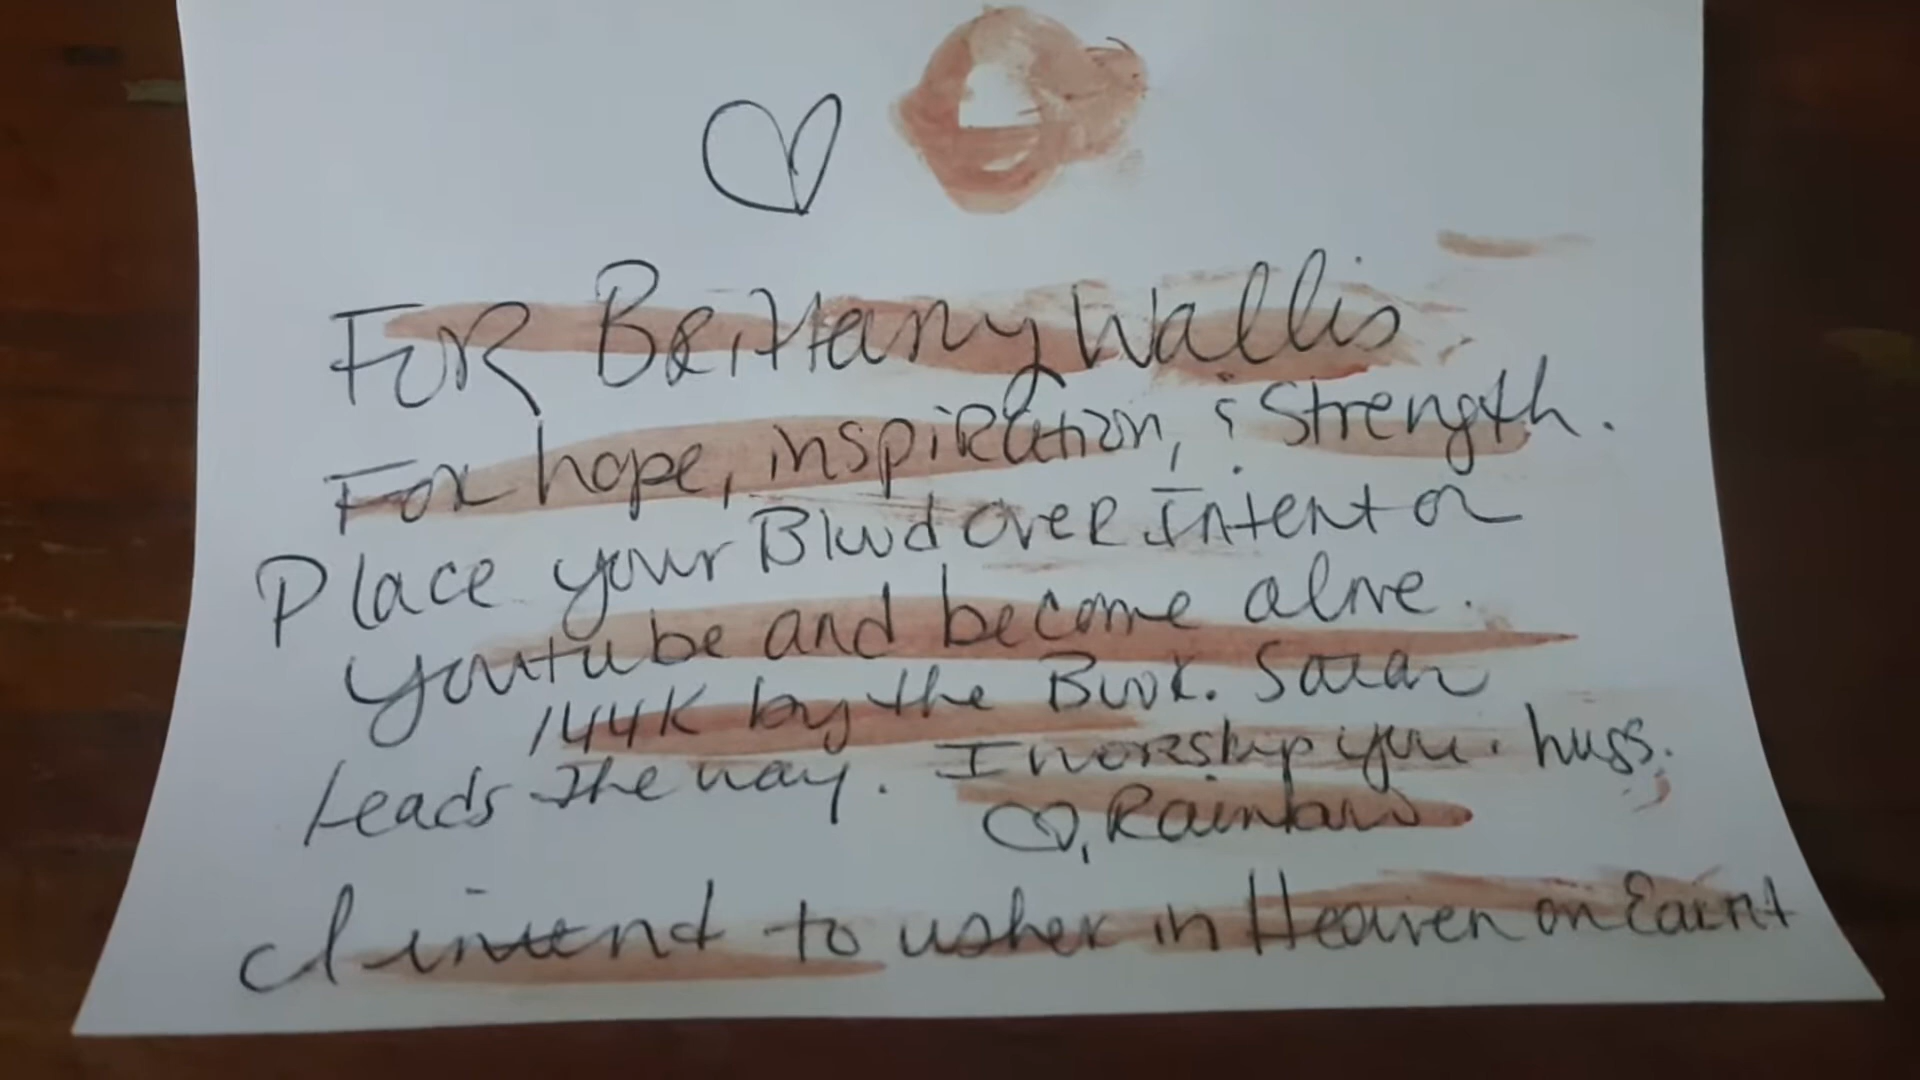 FOR Brittany Wallis
For hope, inspiration, & Strength.
Place your Blood over Intent on
youtube and become alive.
144K by the Book. Satan
Leads the way. I worship you. hugs.
♡, Rainbow
I intend to usher in Heaven on Earth